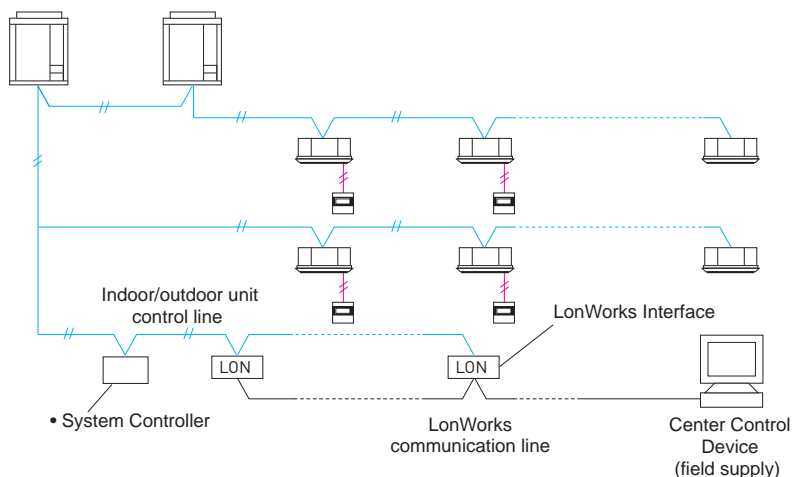 Indoor/outdoor unit
control line
LonWorks Interface
LON
LON
• System Controller
LonWorks
communication line
Center Control
Device
(field supply)